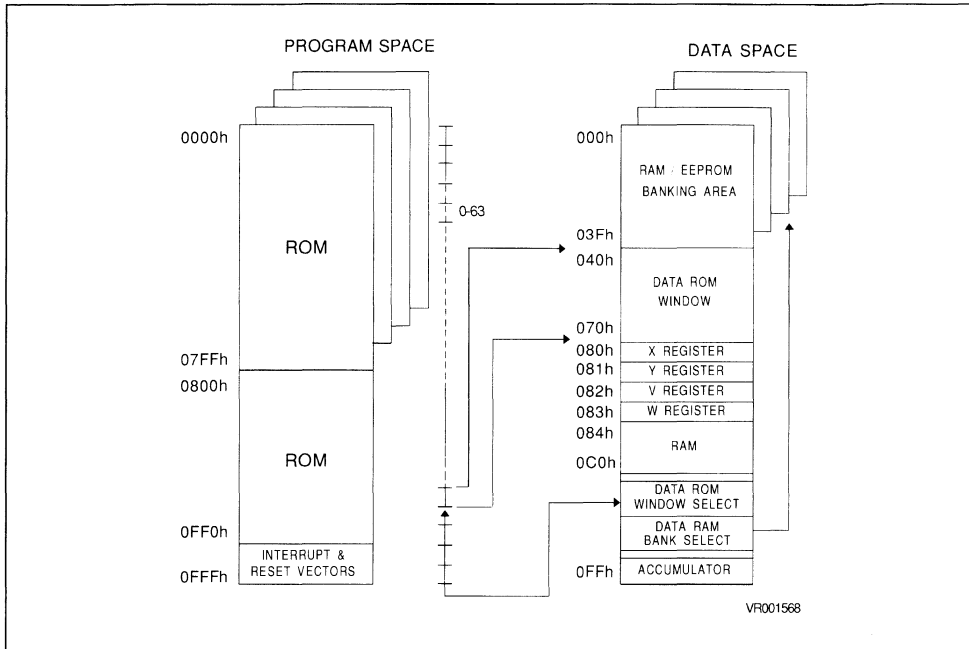 PROGRAM SPACE
0000h
ROM
07FFh
0800h
ROM
0FF0h
INTERRUPT &
RESET VECTORS
0FFFh
0-63
DATA SPACE
000h
RAM · EEPROM
BANKING AREA
03Fh
040h
DATA ROM
WINDOW
070h
080h
X REGISTER
081h
Y REGISTER
082h
V REGISTER
083h
W REGISTER
084h
RAM
0C0h
DATA ROM
WINDOW SELECT
DATA RAM
BANK SELECT
0FFh
ACCUMULATOR
VR001568